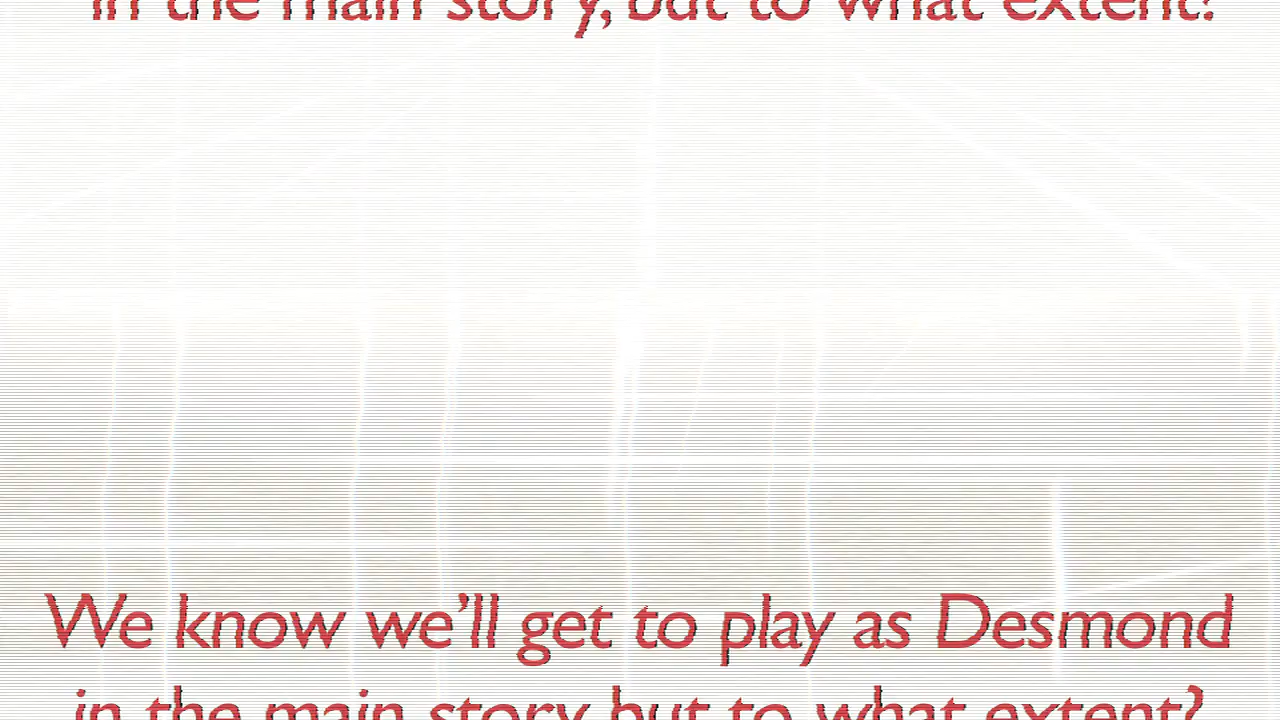 in the main story, but to what extent?
We know we'll get to play as Desmond
in the main story but to what extent?